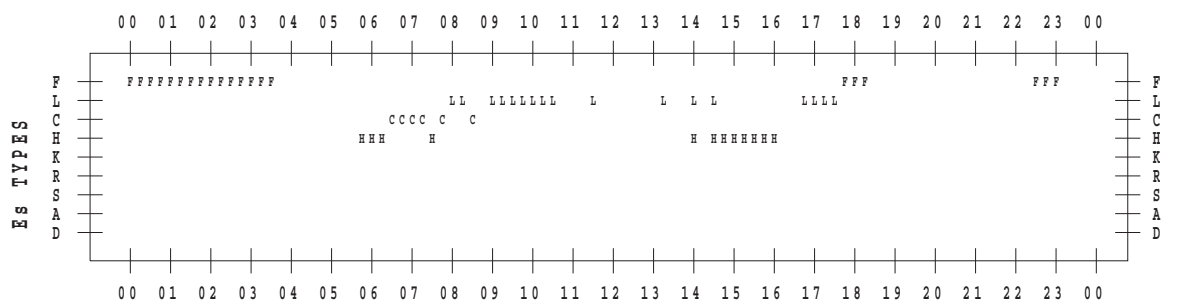 00 01 02 03 04 05 06 07 08 09 10 11 12 13 14 15 16 17 18 19 20 21 22 23 00
F FFFFFFFFFFFFFFF FFF FFF F
L LL LLLLLLL L L L L LLLL L
C CCCC C C C
H HHH H H HHHHHHH H
K K
R R
S S
A A
D D
Es TYPES
00 01 02 03 04 05 06 07 08 09 10 11 12 13 14 15 16 17 18 19 20 21 22 23 00